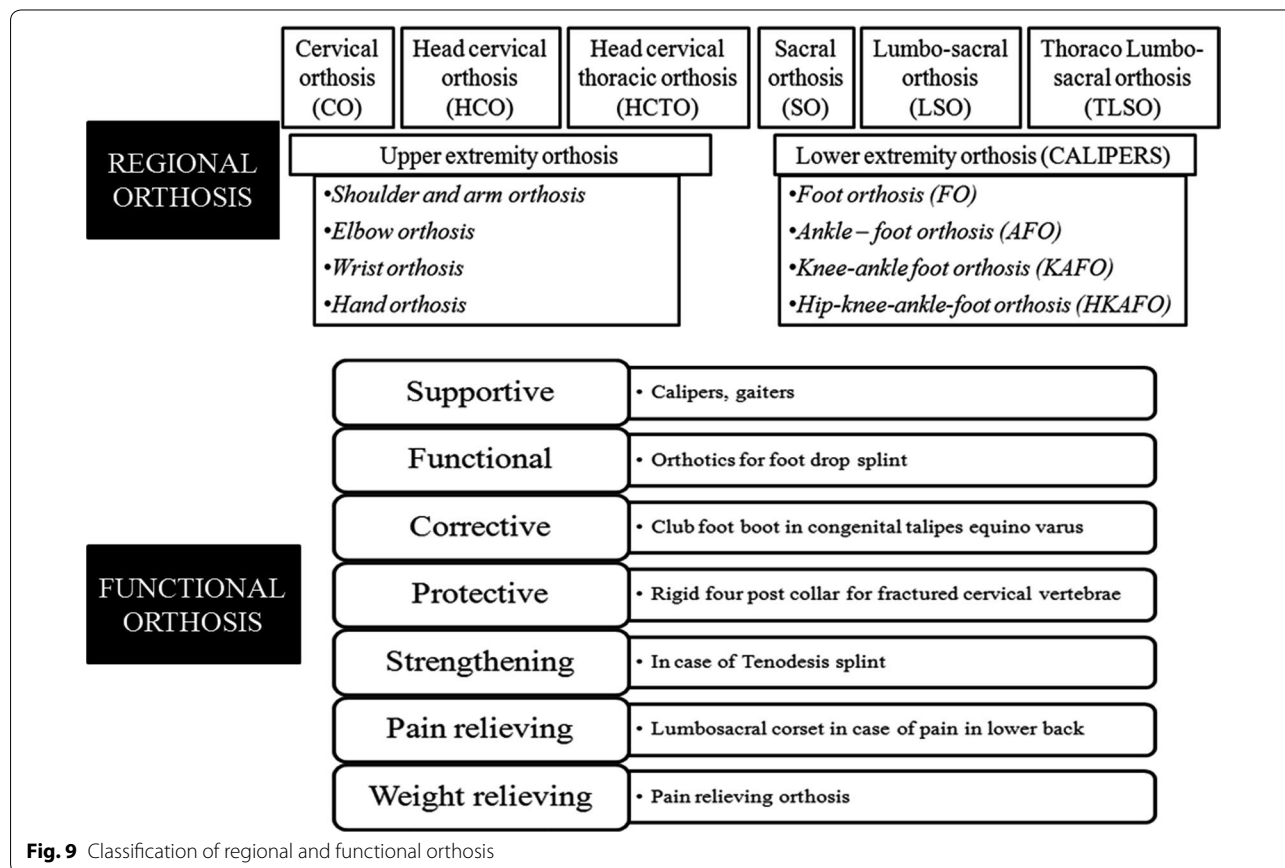 Cervical
orthosis
(CO)
Head cervical
orthosis
(HCO)
Head cervical
thoracic orthosis
(HCTO)
Sacral
orthosis
(SO)
Lumbo-sacral
orthosis
(LSO)
Thoraco Lumbo-
sacral orthosis
(TLSO)
REGIONAL
ORTHOSIS
Upper extremity orthosis
•Shoulder and arm orthosis
•Elbow orthosis
•Wrist orthosis
•Hand orthosis
Lower extremity orthosis (CALIPERS)
•Foot orthosis (FO)
•Ankle – foot orthosis (AFO)
•Knee-ankle foot orthosis (KAFO)
•Hip-knee-ankle-foot orthosis (HKAFO)
FUNCTIONAL
ORTHOSIS
Supportive
• Calipers, gaiters
Functional
• Orthotics for foot drop splint
Corrective
• Club foot boot in congenital talipes equino varus
Protective
• Rigid four post collar for fractured cervical vertebrae
Strengthening
• In case of Tenodesis splint
Pain relieving
• Lumbosacral corset in case of pain in lower back
Weight relieving
• Pain relieving orthosis
Fig. 9 Classification of regional and functional orthosis